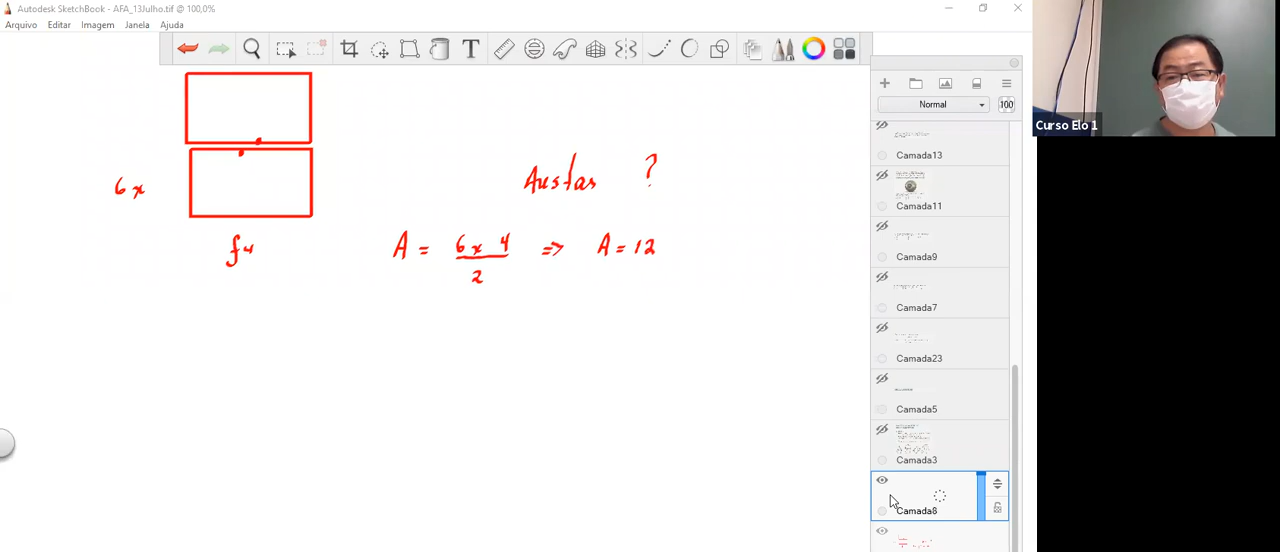 Autodesk SketchBook - AFA_13Julho.tif @ 100,0%
Arquivo Editar Imagem Janela Ajuda
Normal
100
Curso Elo 1
Camada13
Camada11
Camada9
Camada7
Camada23
Camada5
Camada3
Camada8
6x
f4
Austas ?
A = 6x4/2 => A = 12